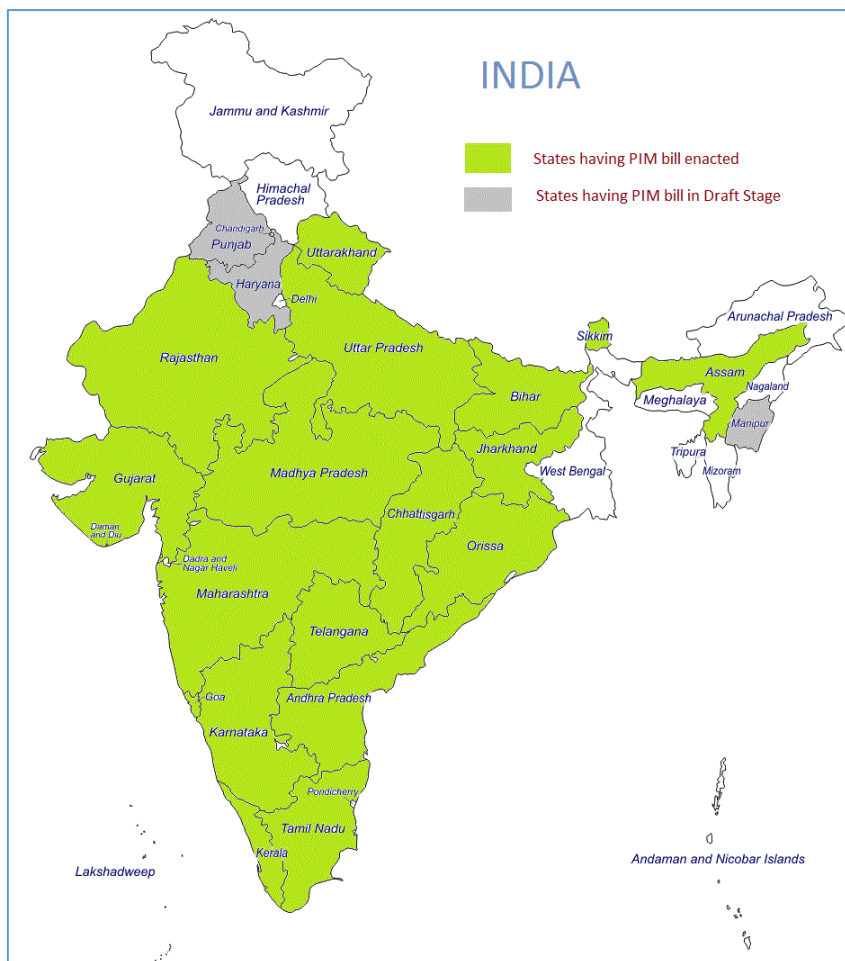 INDIA
Jammu and Kashmir
States having PIM bill enacted
Himachal
Pradesh
States having PIM bill in Draft Stage
Chandigarh
Punjab
Uttarakhand
Haryana
Delhi
Arunachal Pradesh
Sikkim
Uttar Pradesh
Rajasthan
Assam
Nagaland
Bihar
Meghalaya
Manipur
Jharkhand
Tripura
West Bengal
Mizoram
Madhya Pradesh
Gujarat
Chhattisgarh
Daman
and Diu
Orissa
Dadra and
Nagar Haveli
Maharashtra
Telangana
Goa
Andhra Pradesh
Karnataka
Pondicherry
Tamil Nadu
Kerala
Andaman and Nicobar Islands
Lakshadweep